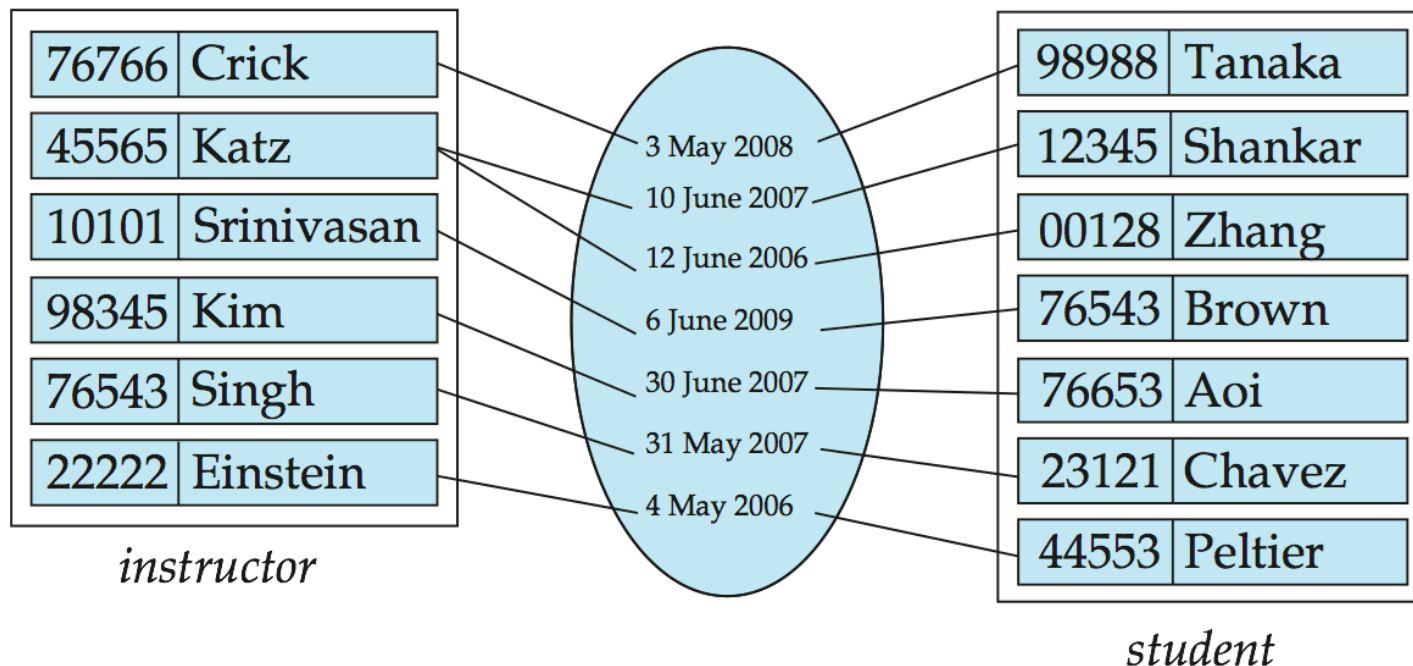 76766 Crick
45565 Katz
10101 Srinivasan
98345 Kim
76543 Singh
22222 Einstein
instructor
3 May 2008
10 June 2007
12 June 2006
6 June 2009
30 June 2007
31 May 2007
4 May 2006
98988 Tanaka
12345 Shankar
00128 Zhang
76543 Brown
76653 Aoi
23121 Chavez
44553 Peltier
student